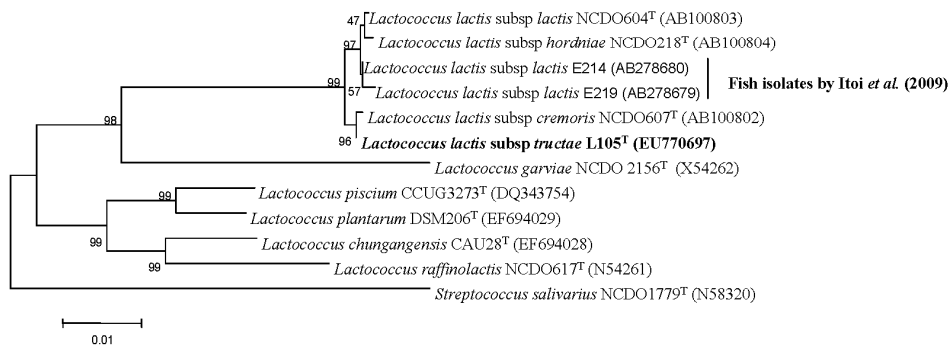 47 Lactococcus lactis subsp lactis NCDO604T (AB100803)
97 Lactococcus lactis subsp hordniae NCDO218T (AB100804)
Lactococcus lactis subsp lactis E214 (AB278680)
Fish isolates by Itoi et al. (2009)
99 57 Lactococcus lactis subsp lactis E219 (AB278679)
98 Lactococcus lactis subsp cremoris NCDO607T (AB100802)
96 Lactococcus lactis subsp tructae L105T (EU770697)
Lactococcus garviae NCDO 2156T (X54262)
99 Lactococcus piscium CCUG3273T (DQ343754)
Lactococcus plantarum DSM206T (EF694029)
99 Lactococcus chungangensis CAU28T (EF694028)
99 Lactococcus raffinolactis NCDO617T (N54261)
Streptococcus salivarius NCDO1779T (N58320)
0.01